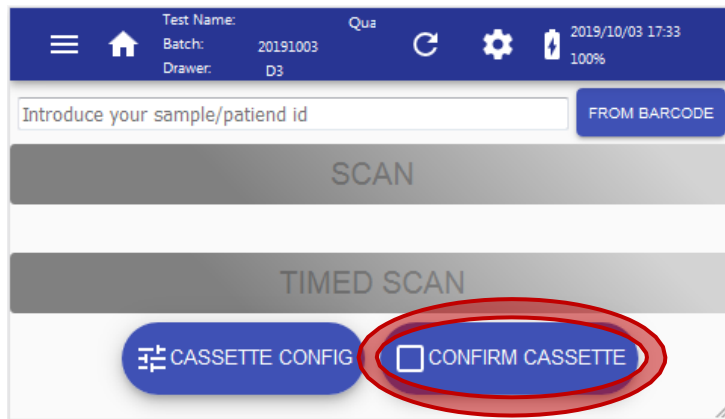 Test Name: Qua
Batch: 20191003
Drawer: D3
2019/10/03 17:33
100%
Introduce your sample/patiend id
FROM BARCODE
SCAN
TIMED SCAN
CASSETTE CONFIG
CONFIRM CASSETTE